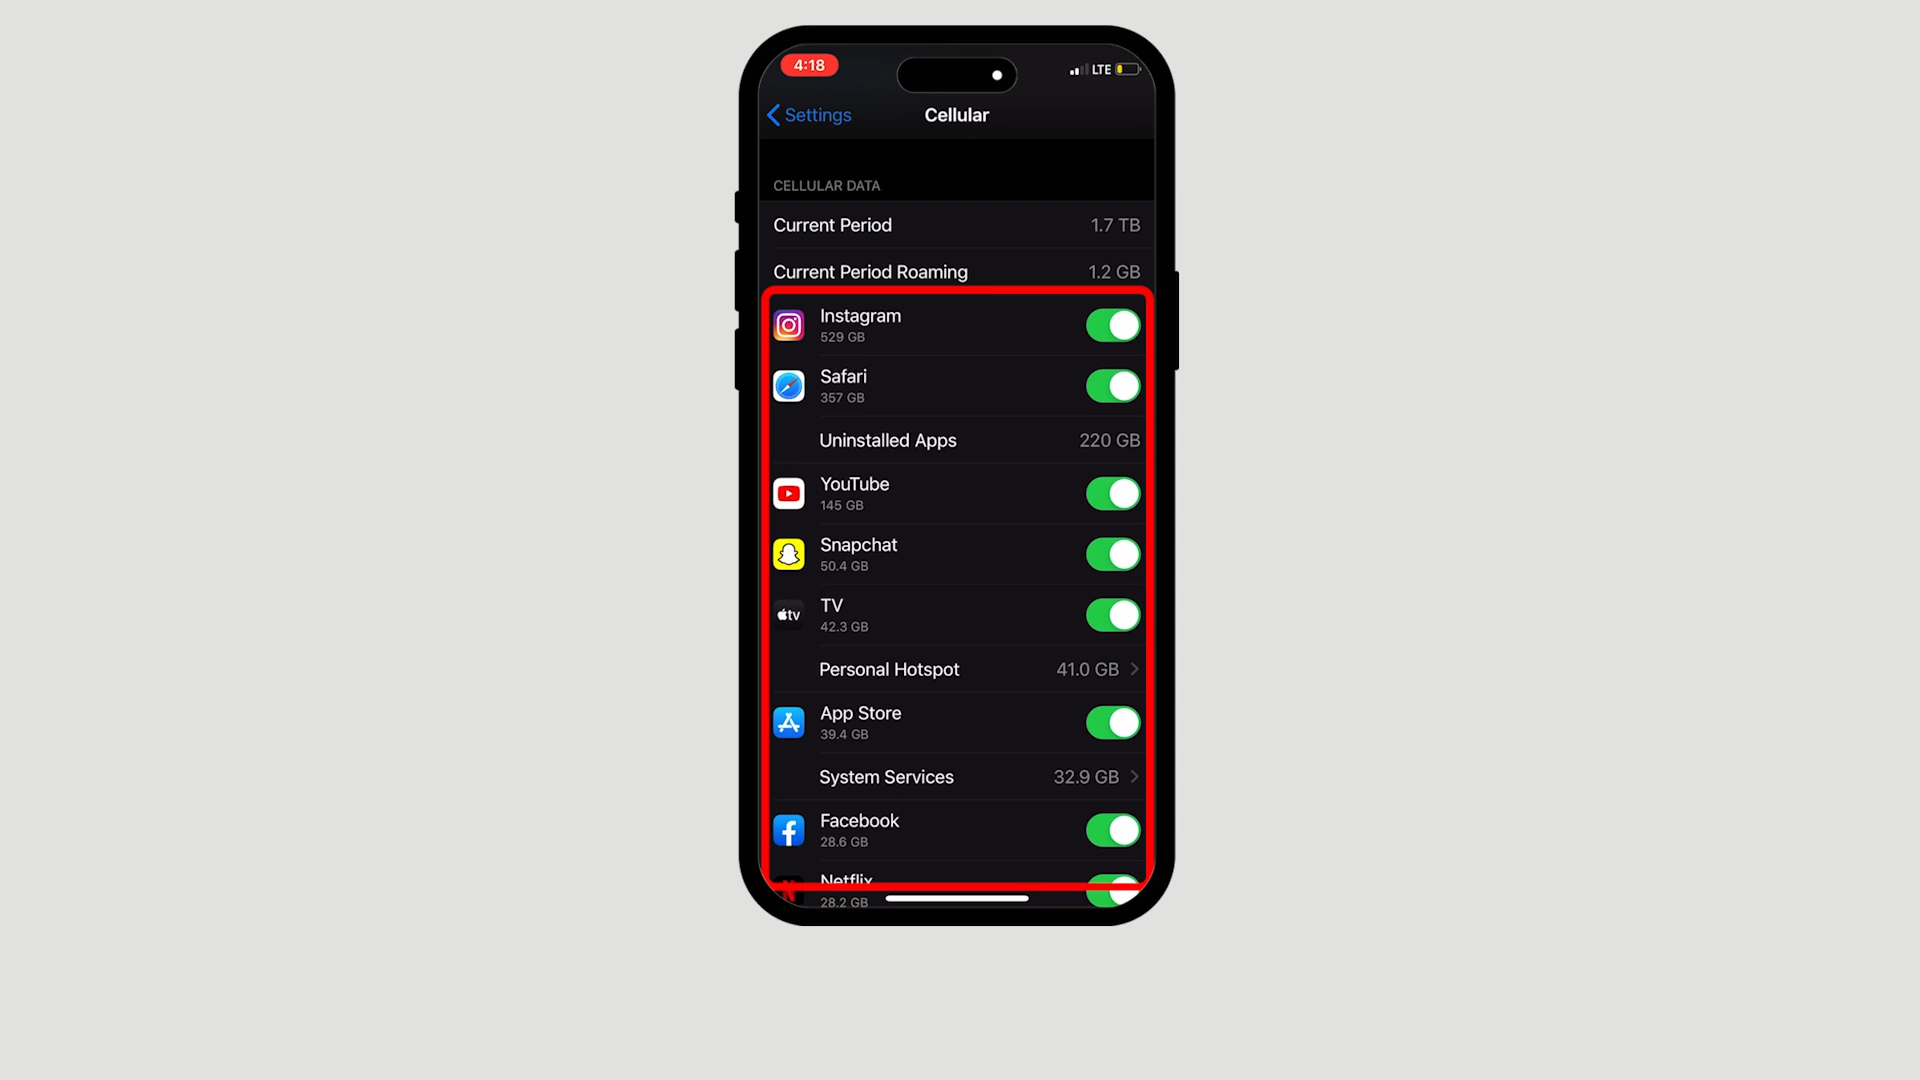 4:18
LTE
Settings
Cellular
CELLULAR DATA
Current Period 1.7 TB
Current Period Roaming 1.2 GB
Instagram
529 GB
Safari
357 GB
Uninstalled Apps 220 GB
YouTube
145 GB
Snapchat
50.4 GB
tv
TV
42.3 GB
Personal Hotspot 41.0 GB
App Store
39.4 GB
System Services 32.9 GB
Facebook
28.6 GB
Netflix
28.2 GB